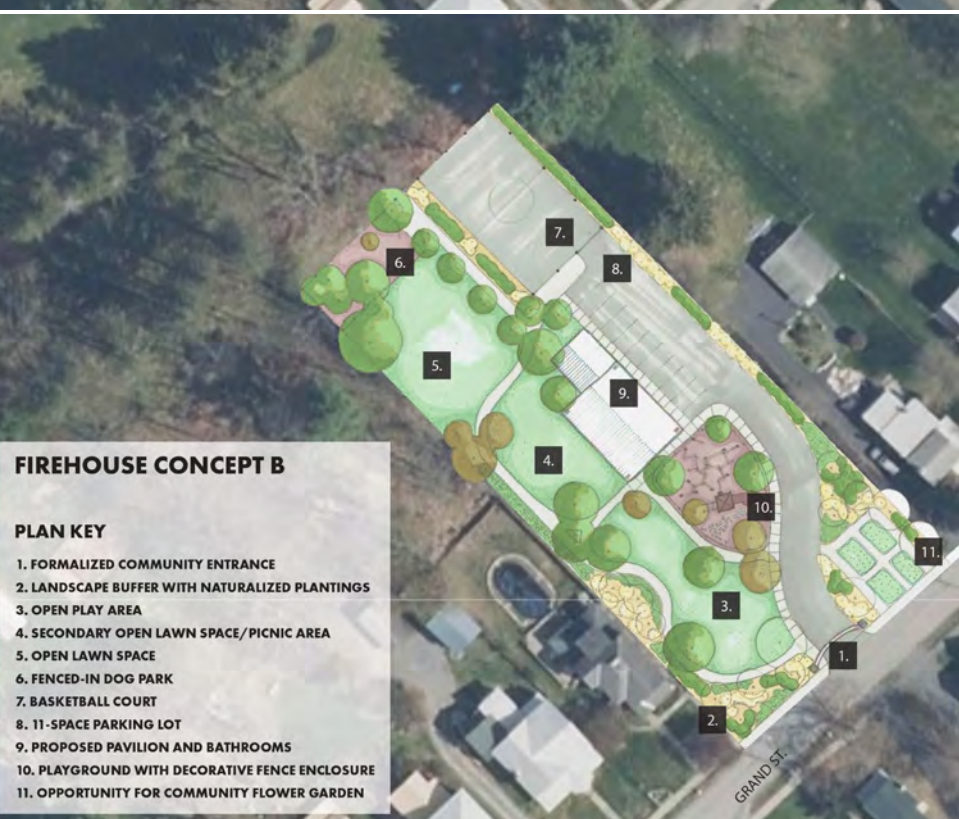 7.
8.
6.
5.
9.
4.
10.
11.
3.
1.
2.
GRAND ST.
FIREHOUSE CONCEPT B
PLAN KEY
1. FORMALIZED COMMUNITY ENTRANCE
2. LANDSCAPE BUFFER WITH NATURALIZED PLANTINGS
3. OPEN PLAY AREA
4. SECONDARY OPEN LAWN SPACE/PICNIC AREA
5. OPEN LAWN SPACE
6. FENCED-IN DOG PARK
7. BASKETBALL COURT
8. 11-SPACE PARKING LOT
9. PROPOSED PAVILION AND BATHROOMS
10. PLAYGROUND WITH DECORATIVE FENCE ENCLOSURE
11. OPPORTUNITY FOR COMMUNITY FLOWER GARDEN